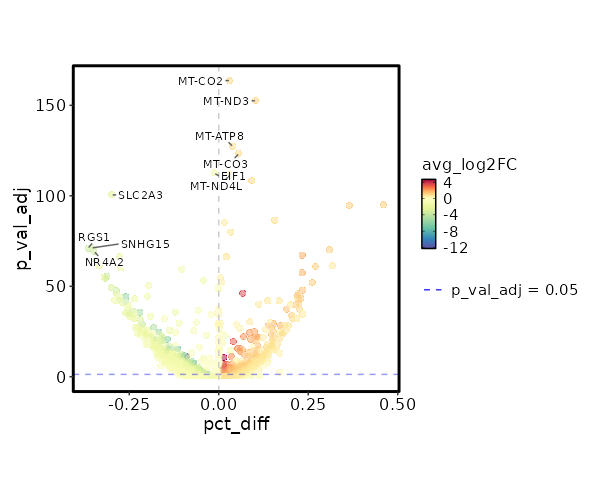 MT-CO2
MT-ND3
MT-ATP8
MT-CO3
EIF1
MT-ND4L
SLC2A3
RGS1
SNHG15
NR4A2
p_val_adj
150
100
50
0
-0.25
0.00
0.25
0.50
pct_diff
avg_log2FC
4
0
-4
-8
-12
p_val_adj = 0.05